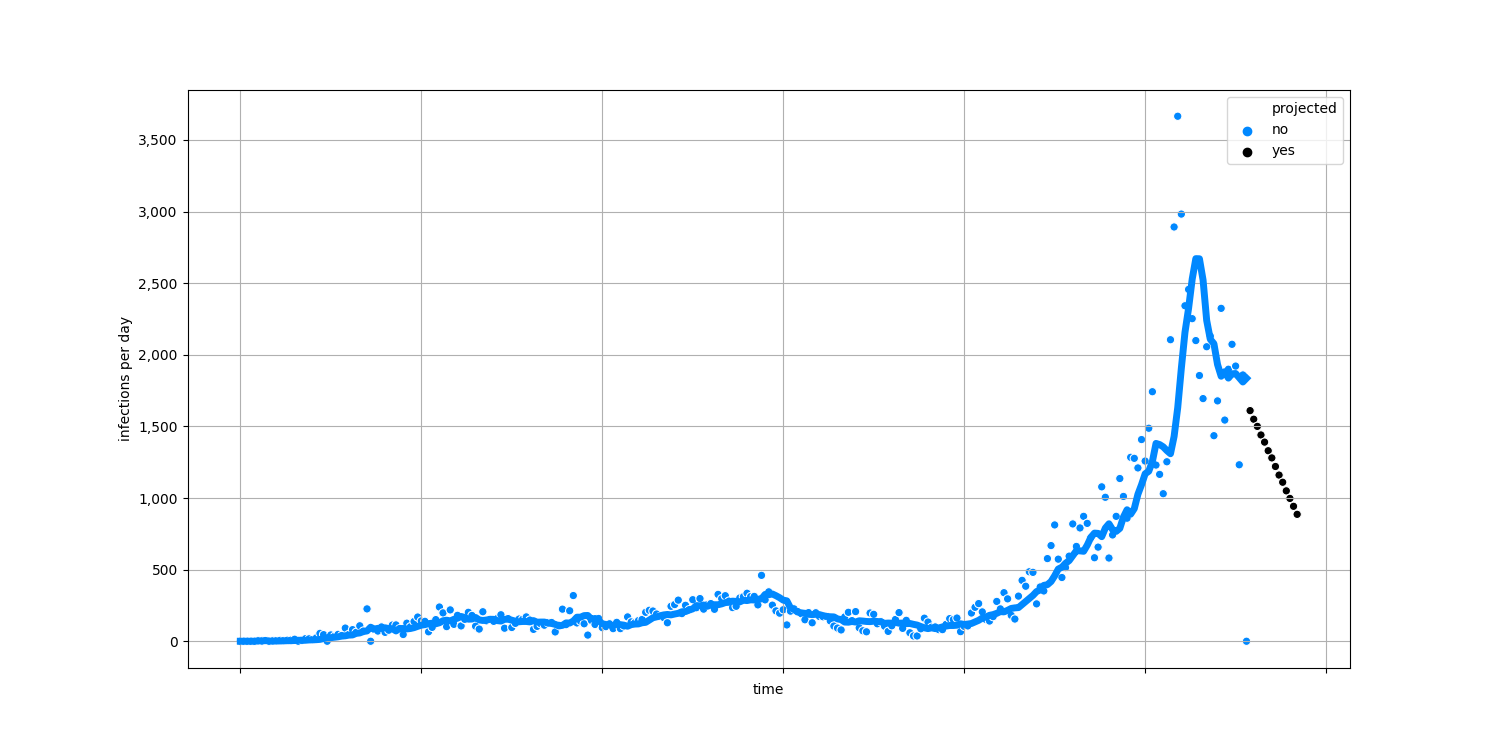 projected
no
yes
3,500
3,000
2,500
2,000
1,500
1,000
500
0
infections per day
time